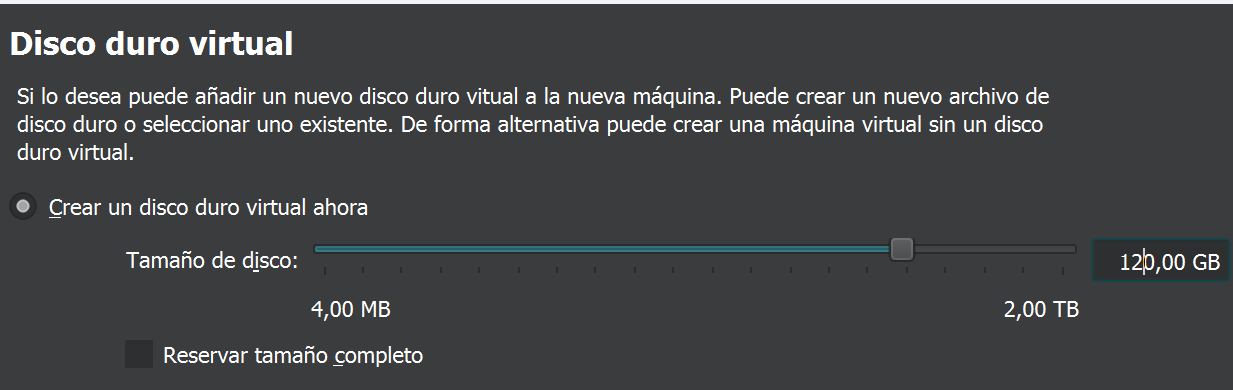 Disco duro virtual
Si lo desea puede añadir un nuevo disco duro vitual a la nueva máquina. Puede crear un nuevo archivo de
disco duro o seleccionar uno existente. De forma alternativa puede crear una máquina virtual sin un disco
duro virtual.
Crear un disco duro virtual ahora
Tamaño de disco: 120,00 GB
4,00 MB 2,00 TB
Reservar tamaño completo